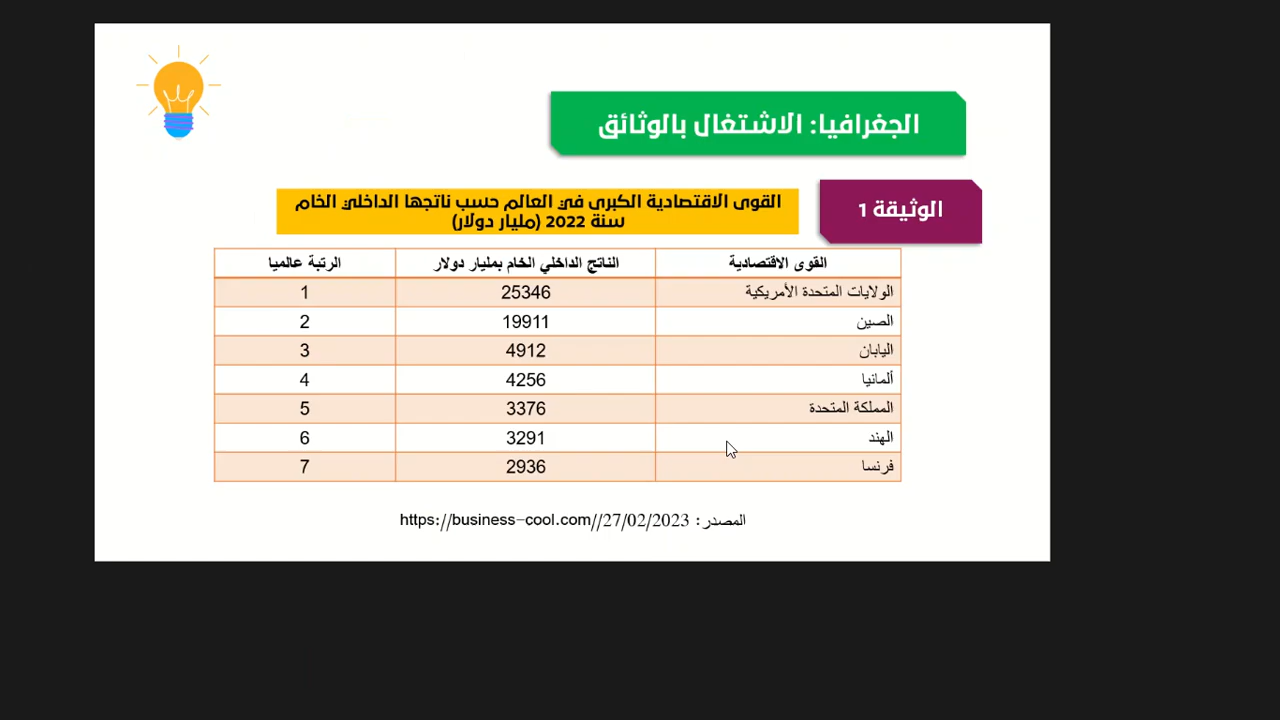 الجغرافيا: الاشتغال بالوثائق
الوثيقة 1
القوى الاقتصادية الكبرى في العالم حسب ناتجها الداخلي الخام
سنة 2022 (مليار دولار)
القوى الاقتصادية الناتج الداخلي الخام بمليار دولار الرتبة عالميا
الولايات المتحدة الأمريكية 25346 1
الصين 19911 2
اليابان 4912 3
ألمانيا 4256 4
المملكة المتحدة 3376 5
الهند 3291 6
فرنسا 2936 7
المصدر: https://business-cool.com//27/02/2023